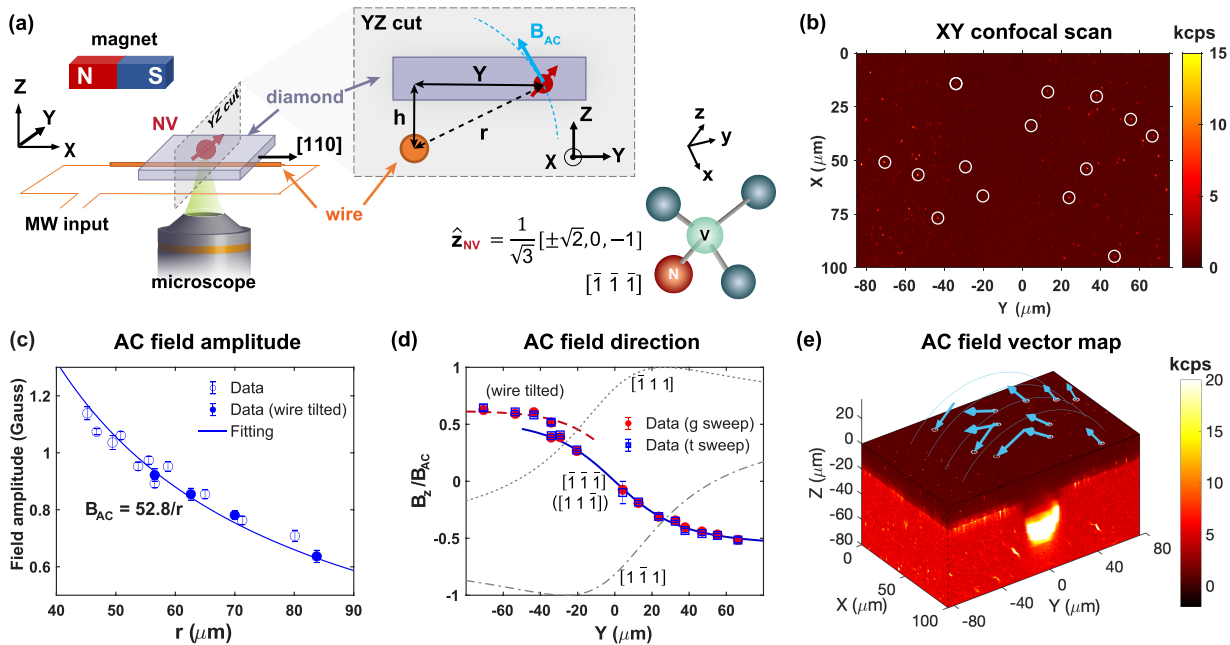 (a)
magnet
N S
Z
Y
X
NV
YZ cut
diamond
[110]
wire
MW input
microscope
YZ cut
B_AC
Y
h
r
Z
X
Y
z
y
x
V
N
ẑ_NV = 1/√3 [±√2,0, −1]
[1̄ 1̄ 1̄]
(b)
XY confocal scan
kcps
X (μm)
0
25
50
75
100
-80 -60 -40 -20 0 20 40 60
Y (μm)
15
10
5
0
(c)
AC field amplitude
Field amplitude (Gauss)
1.2
1
0.8
0.6
Data
Data (wire tilted)
Fitting
B_AC = 52.8/r
40 50 60 70 80 90
r (μm)
(d)
AC field direction
B_z/B_AC
1
0.5
0
-0.5
-1
(wire tilted)
[1̄ 1 1]
Data (g sweep)
Data (t sweep)
[1̄ 1̄ 1̄]
([1 1 1̄])
[1 1̄ 1]
-60 -40 -20 0 20 40 60
Y (μm)
(e)
AC field vector map
kcps
Z (μm)
20
0
-20
-40
-60
-80
0
50
100
X (μm)
-80
-40
0
40
80
Y (μm)
20
15
10
5
0